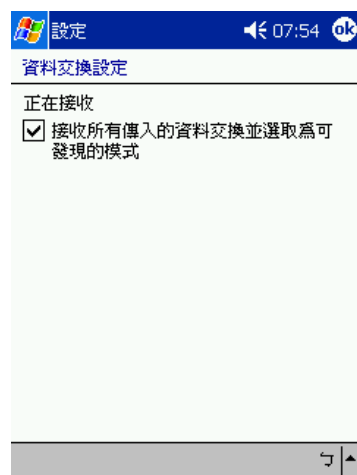 設定
07:54
ok
資料交換設定
正在接收
接收所有傳入的資料交換並選取爲可
發現的模式
ㄅ